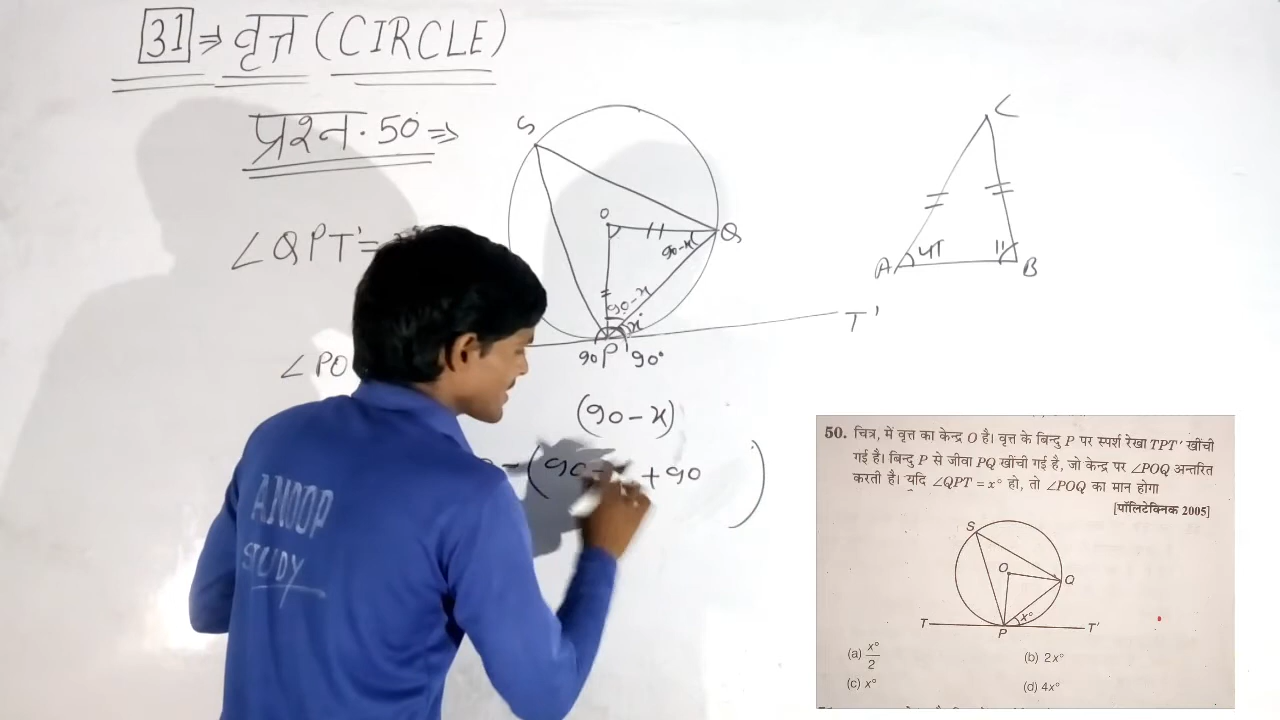 31 ⇒ वृत्त (CIRCLE)
प्रश्न. 50 ⇒
∠QPT'=
∠PO
S
O
Q
90-x
90-x
x°
90 P 90°
T'
(90-x)
-(90-x + 90 )
C
A
B
ANOOP
STUDY
50. चित्र, में वृत्त का केन्द्र O है। वृत्त के बिन्दु P पर स्पर्श रेखा TPT' खींची
गई है। बिन्दु P से जीवा PQ खींची गई है, जो केन्द्र पर ∠POQ अन्तरित
करती है। यदि ∠QPT = x° हो, तो ∠POQ का मान होगा
[पॉलिटेक्निक 2005]
S
O
Q
x°
T
P
T'
(a) x°/2
(b) 2x°
(c) x°
(d) 4x°